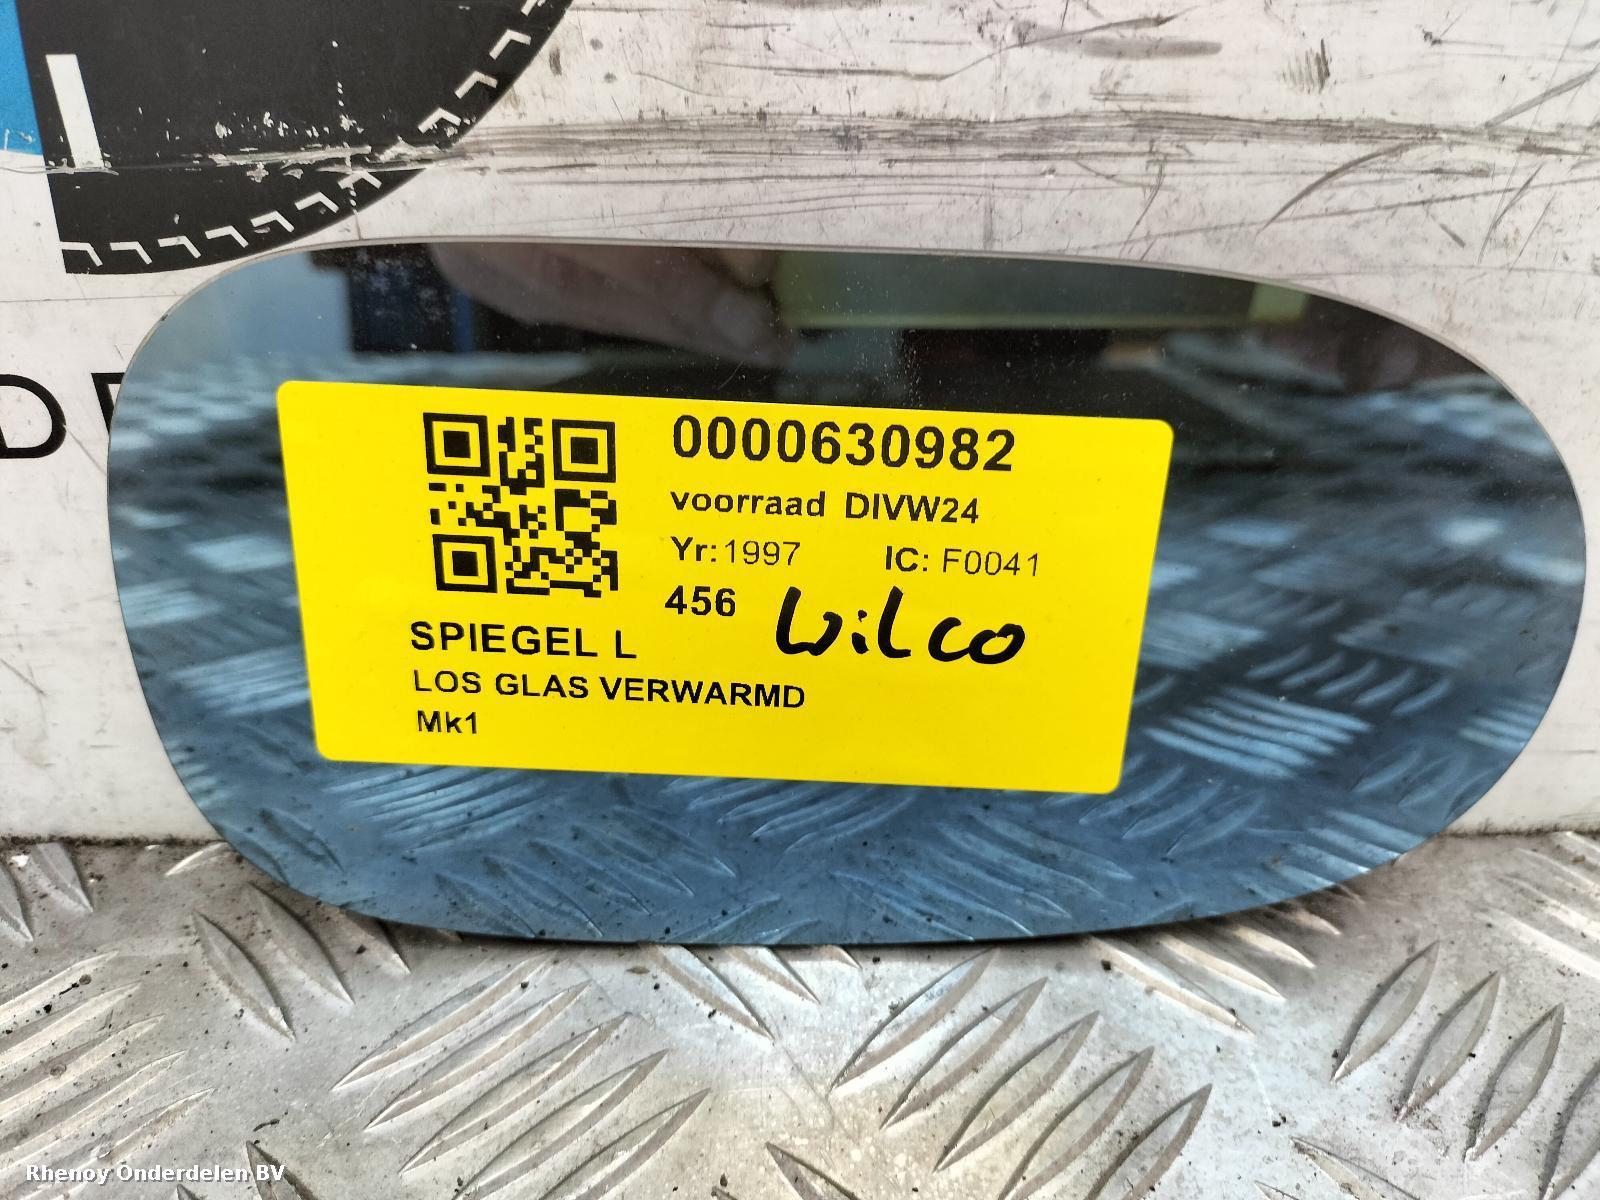 0000630982
voorraad DIVW24
Yr:1997 IC: F0041
456 Wilco
SPIEGEL L
LOS GLAS VERWARMD
Mk1
Rhenoy Onderdelen BV